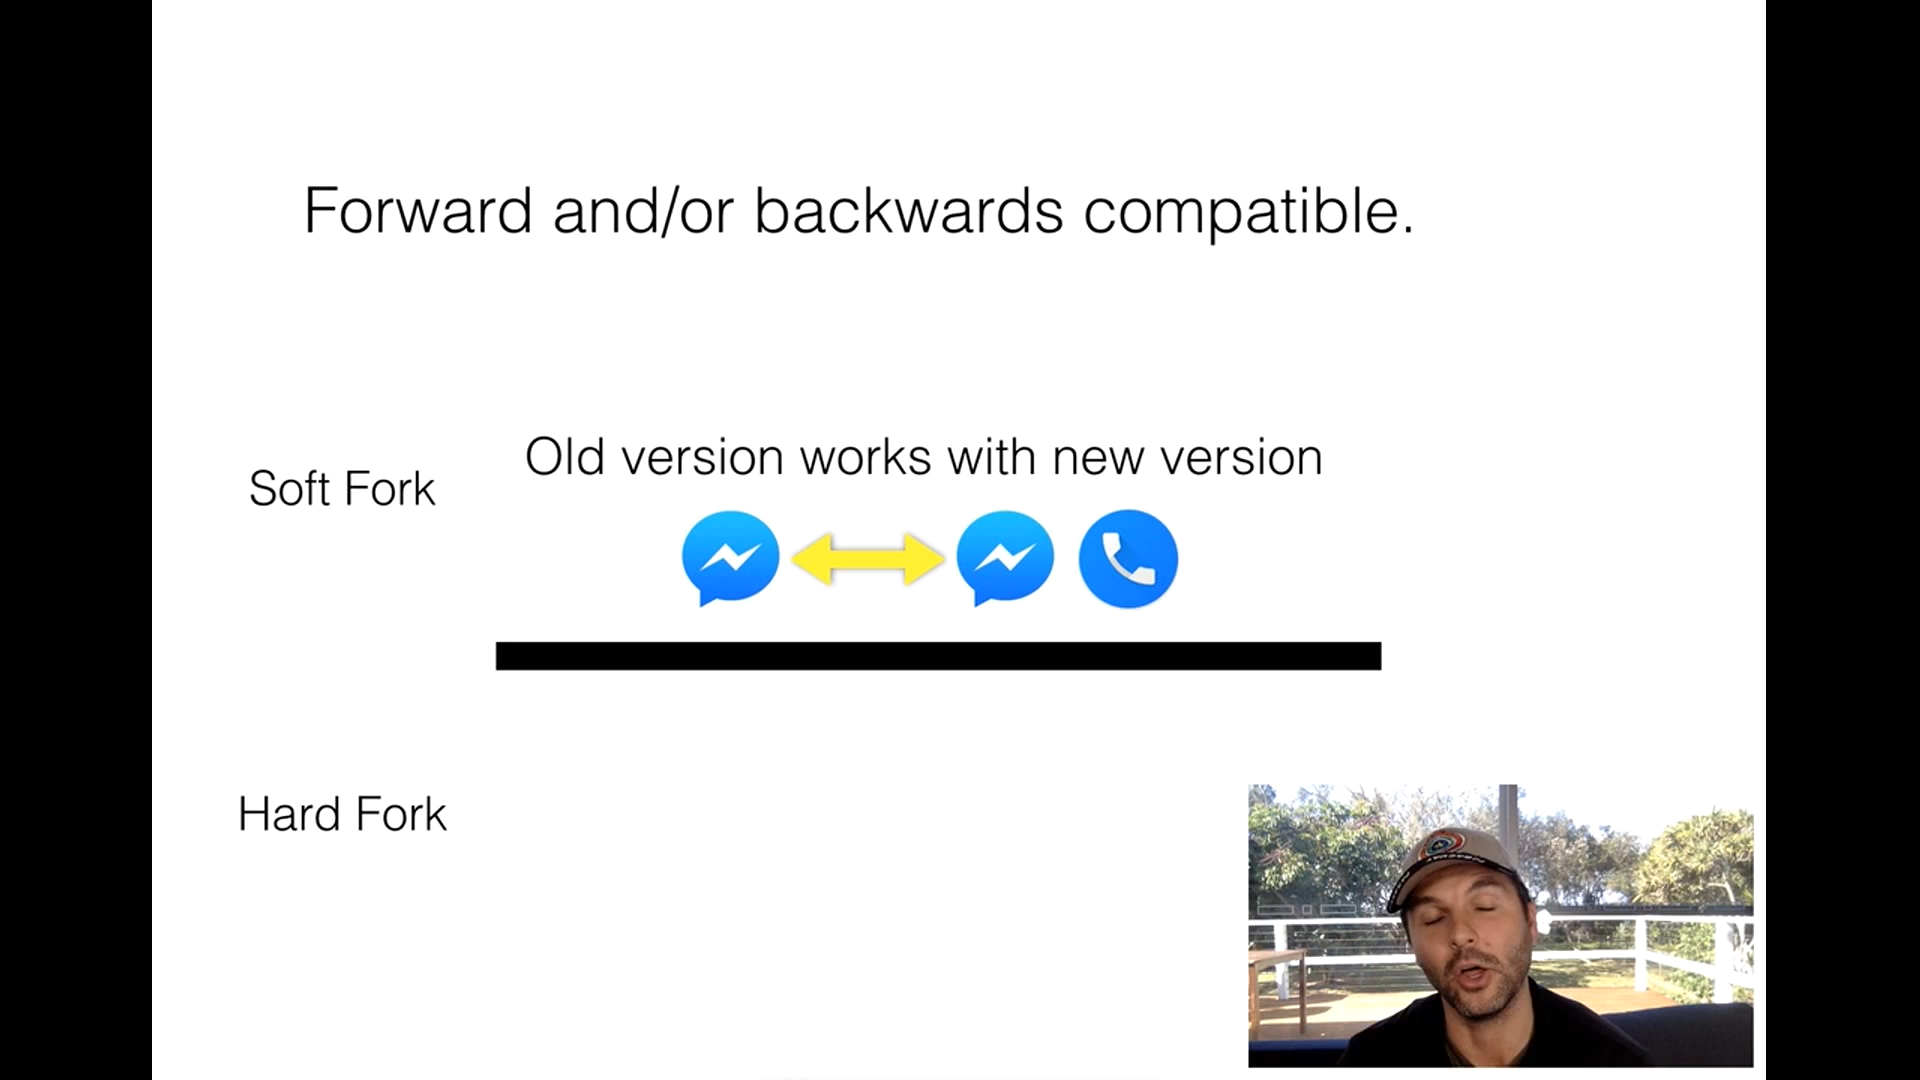 Forward and/or backwards compatible.
Old version works with new version
Soft Fork
Hard Fork